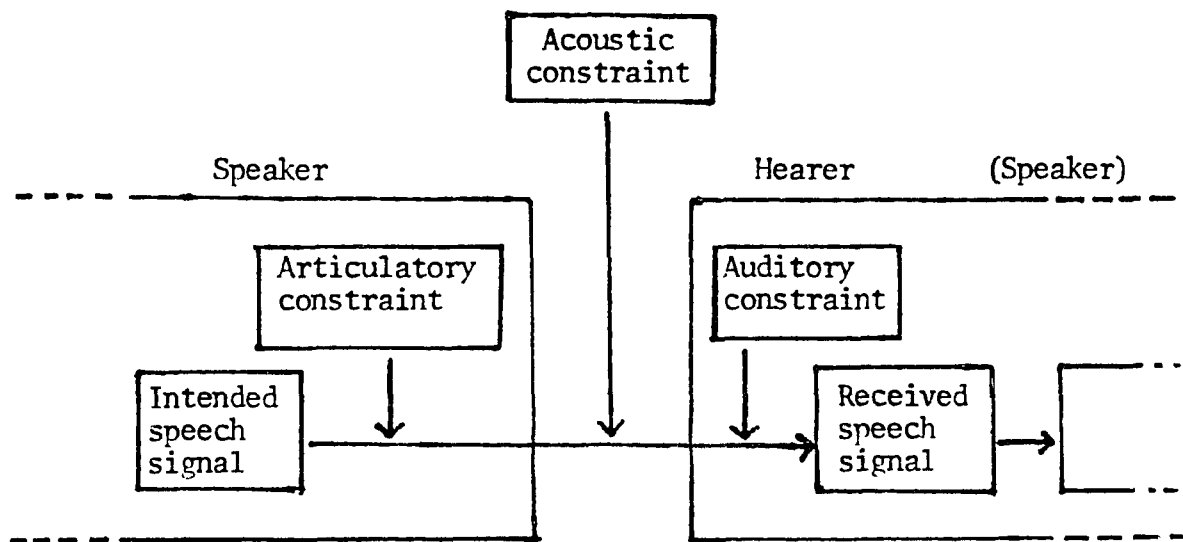 Acoustic
constraint
Speaker
Hearer
(Speaker)
Articulatory
constraint
Auditory
constraint
Intended
speech
signal
Received
speech
signal